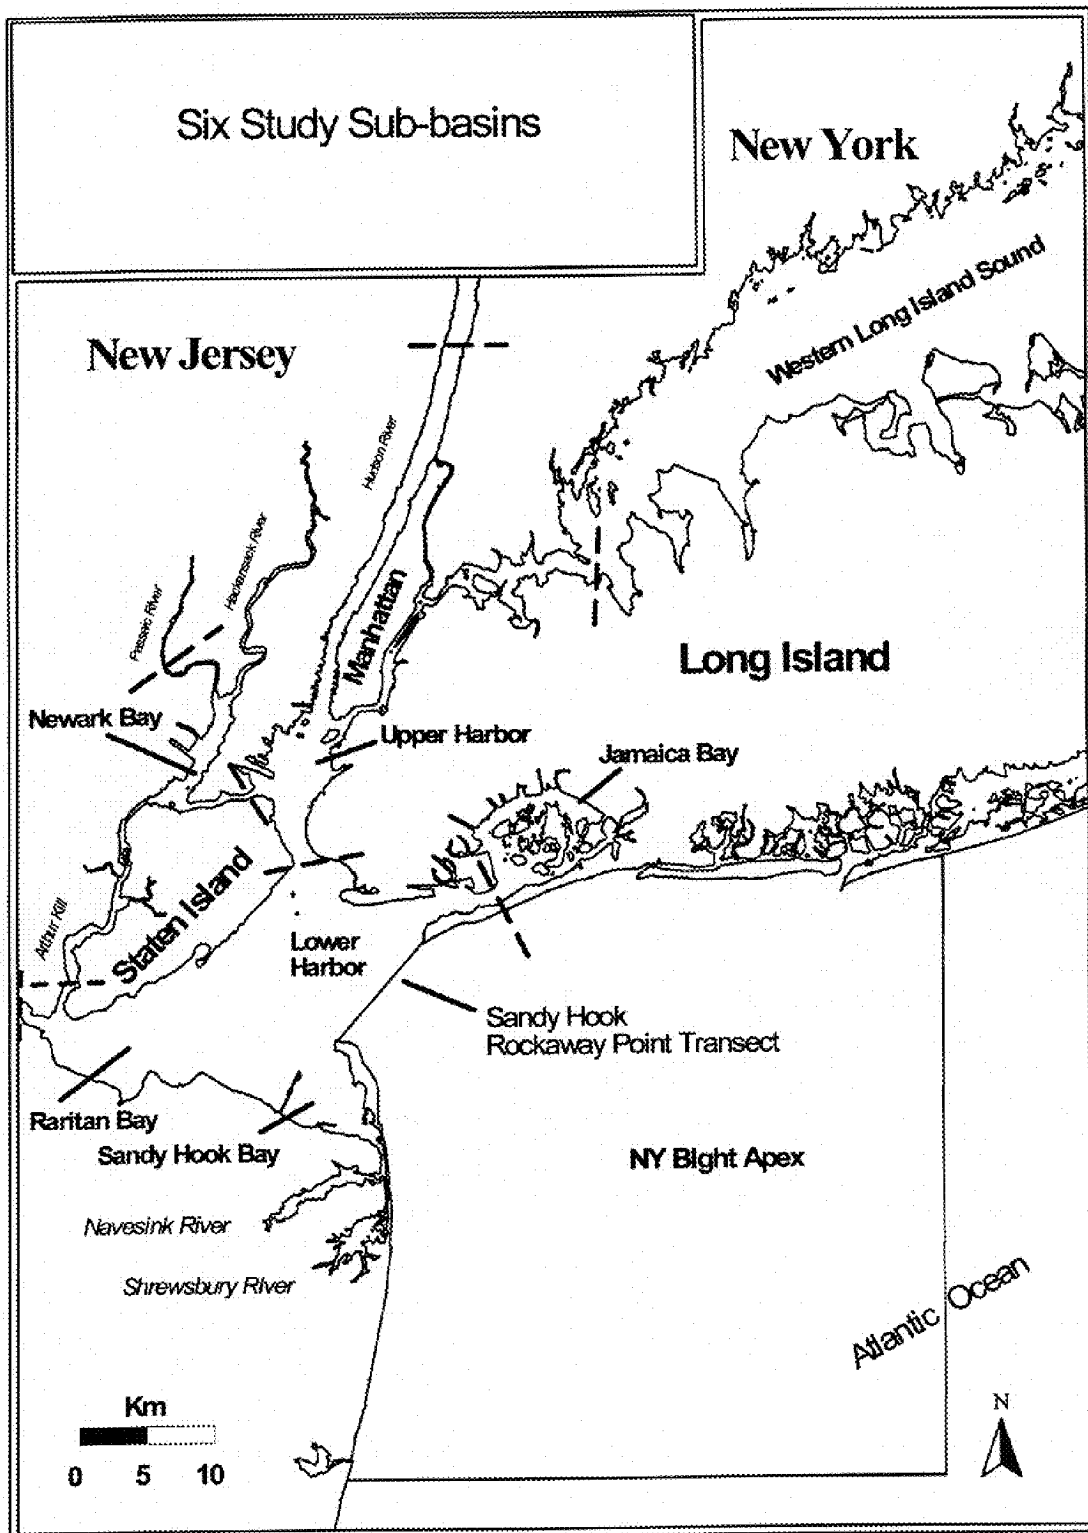 Six Study Sub-basins
New York
New Jersey
Western Long Island Sound
Hudson River
Hackensack River
Passaic River
Manhattan
Long Island
Newark Bay
Upper Harbor
Jamaica Bay
Staten Island
Arthur Kill
Lower
Harbor
Sandy Hook
Rockaway Point Transect
Raritan Bay
Sandy Hook Bay
NY Bight Apex
Navesink River
Shrewsbury River
Atlantic Ocean
Km
0 5 10
N